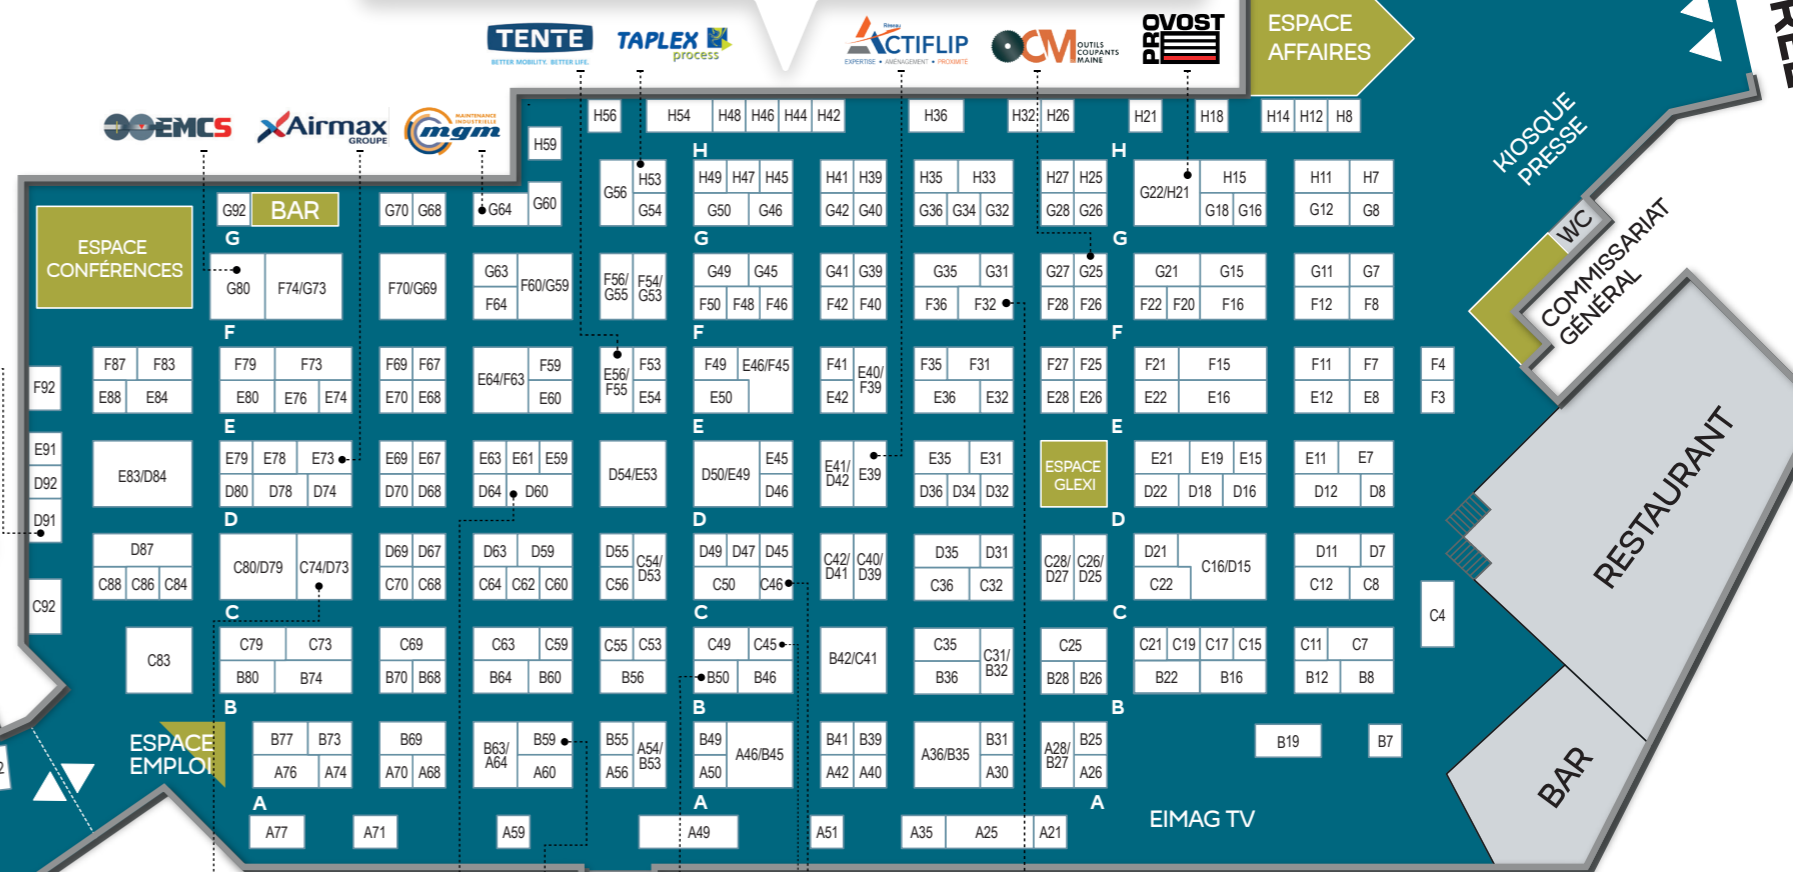 TENTE
BETTER MOBILITY. BETTER LIFE.
TAPLEX
process
Réseau
ACTIFLIP
EXPERTISE • AMÉNAGEMENT • PROXIMITÉ
OCM OUTILS
COUPANTS
MAINE
PROVOST
ESPACE
AFFAIRES
EMCS
Airmax
GROUPE
MAINTENANCE
INDUSTRIELLE
mgm
KIOSQUE
PRESSE
WC
COMMISSARIAT
GÉNÉRAL
RESTAURANT
BAR
H56 H54 H48 H46 H44 H42 H36 H32 H26 H21 H18 H14 H12 H8
H59
H H
G56 H53 H49 H47 H45 H41 H39 H35 H33 H27 H25 G22/H21 H15 H11 H7
G92 BAR G70 G68 G64 G60 G54 G50 G46 G42 G40 G36 G34 G32 G28 G26 G18 G16 G12 G8
G G G
ESPACE
CONFÉRENCES
G80 F74/G73 F70/G69 G63 F60/G59 F56/
G55 F54/
G53 G49 G45 G41 G39 G35 G31 G27 G25 G21 G15 G11 G7
F64 F50 F48 F46 F42 F40 F36 F32 F28 F26 F22 F20 F16 F12 F8
F F F
F92 F87 F83 F79 F73 F69 F67 E64/F63 F59 E56/
F55 F53 F49 E46/F45 F41 E40/
F39 F35 F31 F27 F25 F21 F15 F11 F7 F4
E88 E84 E80 E76 E74 E70 E68 E60 E54 E50 E42 E36 E32 E28 E26 E22 E16 E12 E8 F3
E E E
E91 E83/D84 E79 E78 E73 E69 E67 E63 E61 E59 D54/E53 D50/E49 E45 E41/
D42 E39 E35 E31 ESPACE
GLEXI E21 E19 E15 E11 E7
D92 D80 D78 D74 D70 D68 D64 D60 D46 D36 D34 D32 D22 D18 D16 D12 D8
D91
D D D
D87 C80/D79 C74/D73 D69 D67 D63 D59 D55 C54/
D53 D49 D47 D45 C42/
D41 C40/
D39 D35 D31 C28/
D27 C26/
D25 D21 C16/D15 D11 D7
C92 C88 C86 C84 C70 C68 C64 C62 C60 C56 C50 C46 C36 C32 C22 C12 C8
C4
C C C
C83 C79 C73 C69 C63 C59 C55 C53 C49 C45 B42/C41 C35 C31/
B32 C25 C21 C19 C17 C15 C11 C7
B80 B74 B70 B68 B64 B60 B56 B50 B46 B36 B28 B26 B22 B16 B12 B8
B B B
ESPACE
EMPLOI
B77 B73 B69 B63/
A64 B59 B55 A54/
B53 B49 A46/B45 B41 B39 A36/B35 B31 A28/
B27 B25 B19 B7
A76 A74 A70 A68 A60 A56 A50 A42 A40 A30 A26
A A A
A77 A71 A59 A49 A51 A35 A25 A21
EIMAG TV